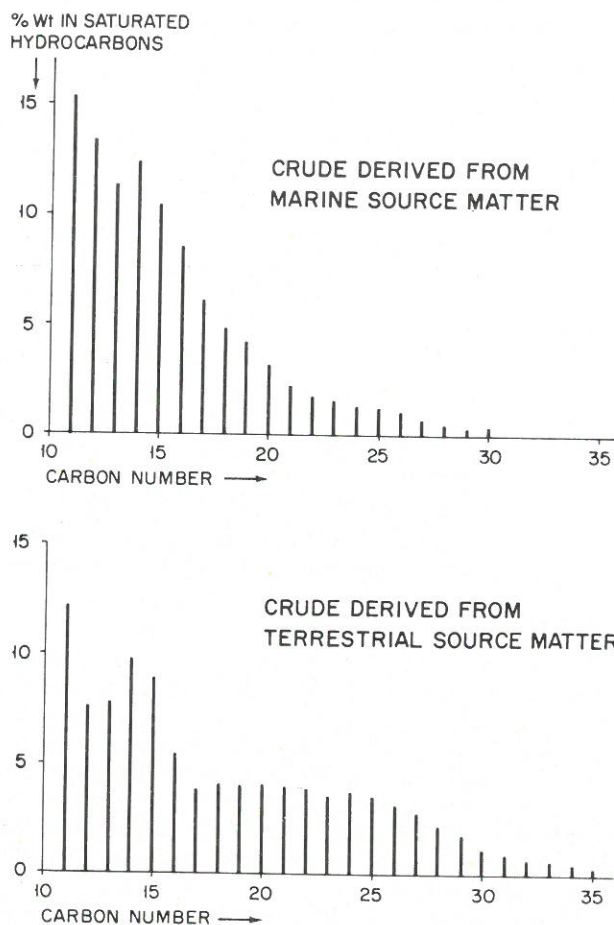 % Wt IN SATURATED
HYDROCARBONS
15
10
5
0
CRUDE DERIVED FROM
MARINE SOURCE MATTER
10 15 20 25 30 35
CARBON NUMBER →
15
10
5
0
CRUDE DERIVED FROM
TERRESTRIAL SOURCE MATTER
10 15 20 25 30 35
CARBON NUMBER →